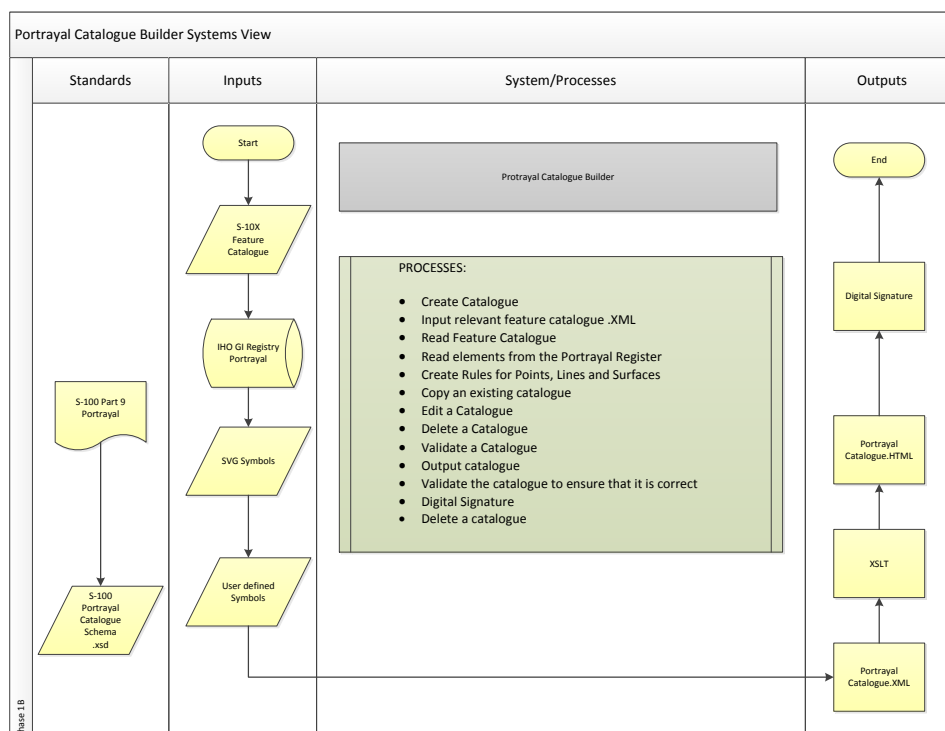 Portrayal Catalogue Builder Systems View
Standards
Inputs
System/Processes
Outputs
S-100 Part 9
Portrayal
S-100
Portrayal
Catalogue
Schema
.xsd
Start
S-10X
Feature
Catalogue
IHO GI Registry
Portrayal
SVG Symbols
User defined
Symbols
Protrayal Catalogue Builder
PROCESSES:
• Create Catalogue
• Input relevant feature catalogue .XML
• Read Feature Catalogue
• Read elements from the Portrayal Register
• Create Rules for Points, Lines and Surfaces
• Copy an existing catalogue
• Edit a Catalogue
• Delete a Catalogue
• Validate a Catalogue
• Output catalogue
• Validate the catalogue to ensure that it is correct
• Digital Signature
• Delete a catalogue
End
Digital Signature
Portrayal
Catalogue.HTML
XSLT
Portrayal
Catalogue.XML
hase 1B